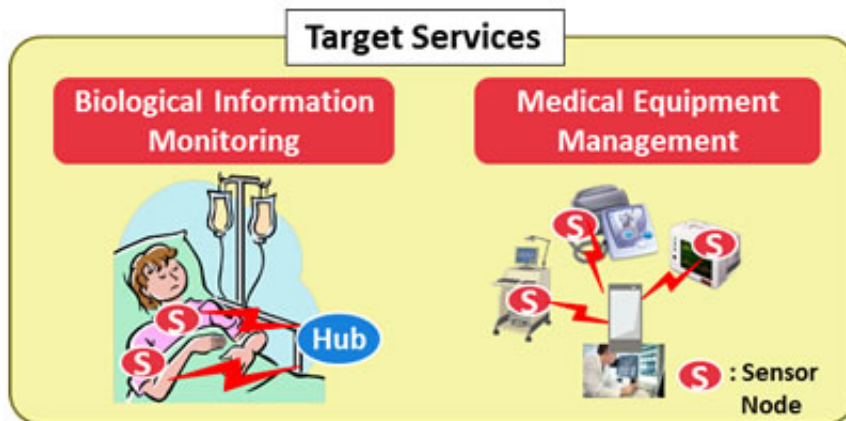 Target Services
Biological Information
Monitoring
Medical Equipment
Management
S
S
Hub
S
S
S
S : Sensor
Node